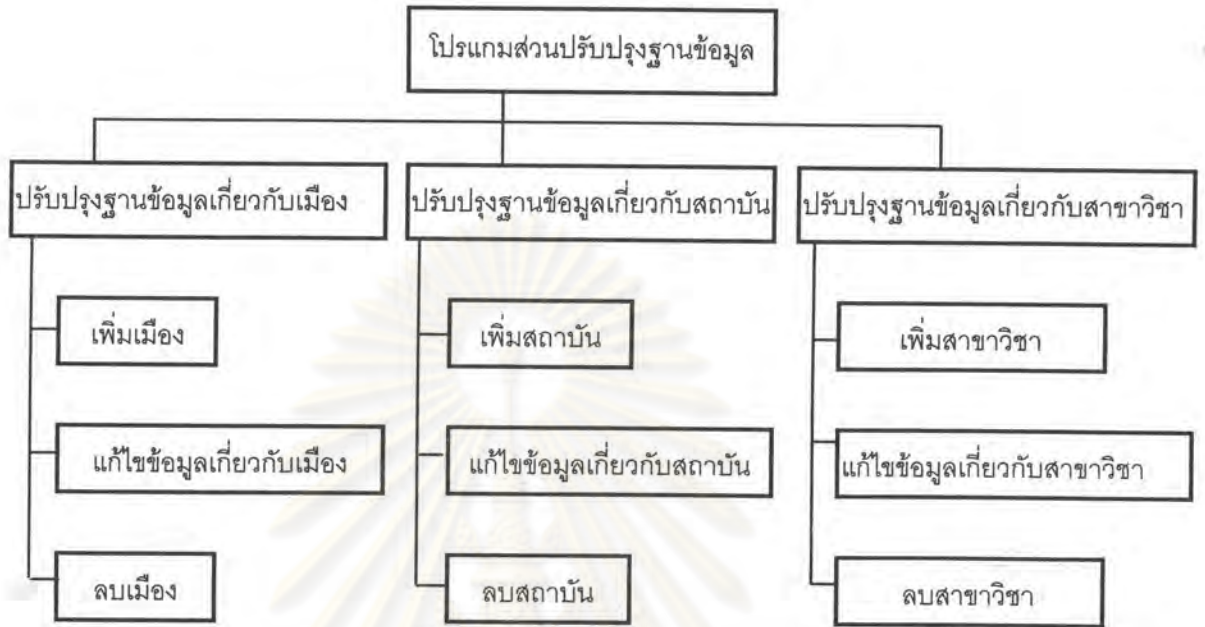 โปรแกมส่วนปรับปรุงฐานข้อมูล
ปรับปรุงฐานข้อมูลเกี่ยวกับเมือง
ปรับปรุงฐานข้อมูลเกี่ยวกับสถาบัน
ปรับปรุงฐานข้อมูลเกี่ยวกับสาขาวิชา
เพิ่มเมือง
เพิ่มสถาบัน
เพิ่มสาขาวิชา
แก้ไขข้อมูลเกี่ยวกับเมือง
แก้ไขข้อมูลเกี่ยวกับสถาบัน
แก้ไขข้อมูลเกี่ยวกับสาขาวิชา
ลบเมือง
ลบสถาบัน
ลบสาขาวิชา